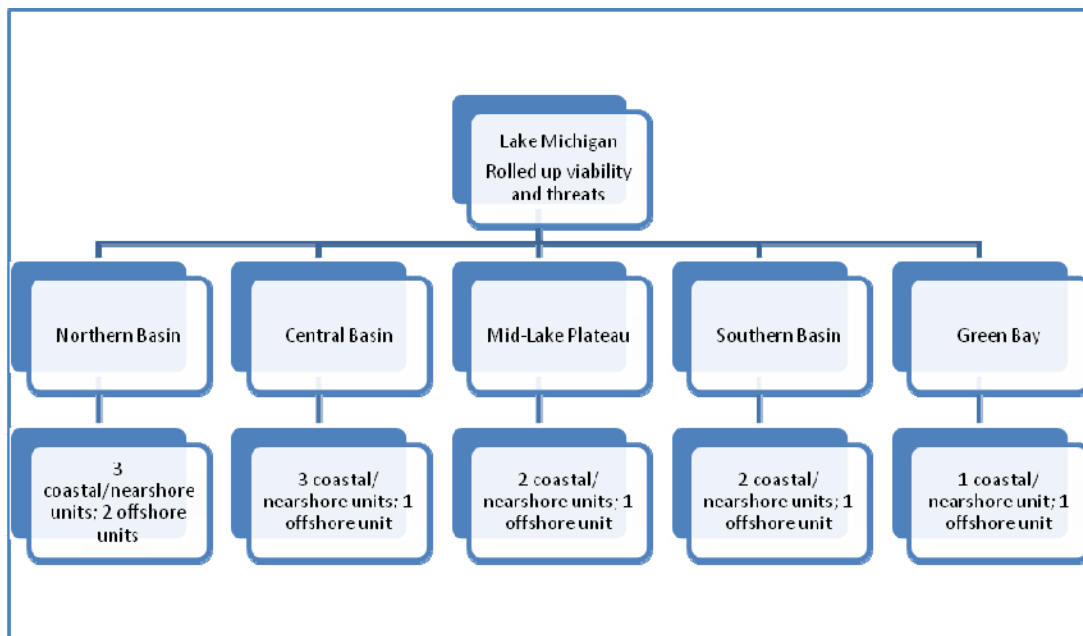 Lake Michigan
Rolled up viability
and threats
Northern Basin
Central Basin
Mid-Lake Plateau
Southern Basin
Green Bay
3
coastal/nearshore
units; 2 offshore
units
3 coastal/
nearshore units; 1
offshore unit
2 coastal/
nearshore units; 1
offshore unit
2 coastal/
nearshore units; 1
offshore unit
1 coastal/
nearshore unit; 1
offshore unit